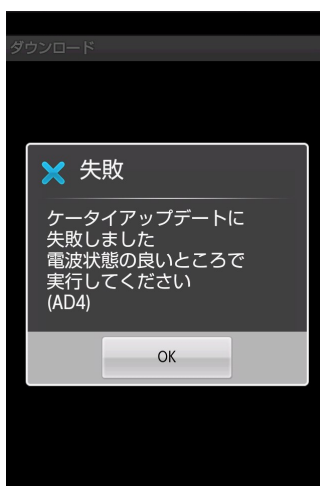 ダウンロード
失敗
ケータイアップデートに
失敗しました
電波状態の良いところで
実行してください
(AD4)
OK